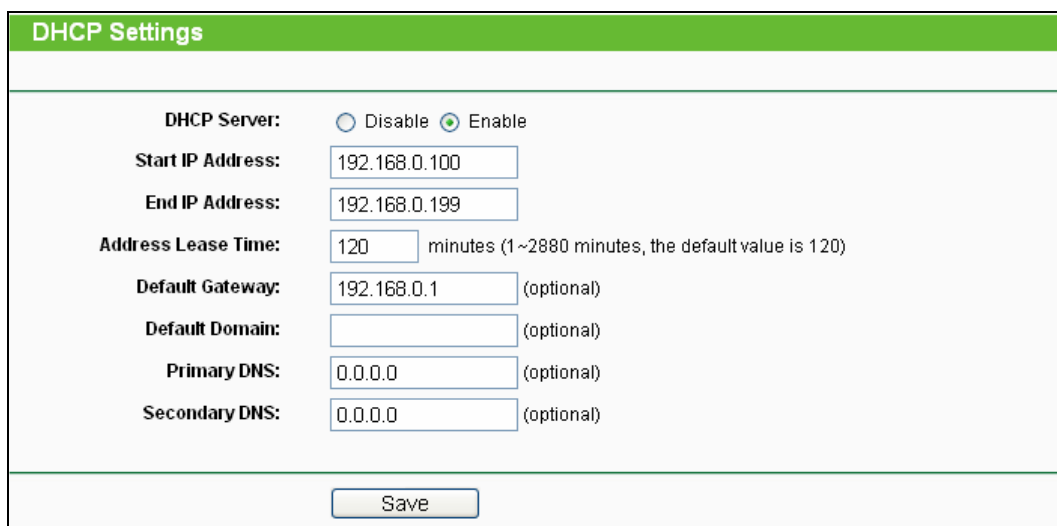 DHCP Settings
DHCP Server: Disable Enable
Start IP Address: 192.168.0.100
End IP Address: 192.168.0.199
Address Lease Time: 120 minutes (1~2880 minutes, the default value is 120)
Default Gateway: 192.168.0.1 (optional)
Default Domain: (optional)
Primary DNS: 0.0.0.0 (optional)
Secondary DNS: 0.0.0.0 (optional)
Save